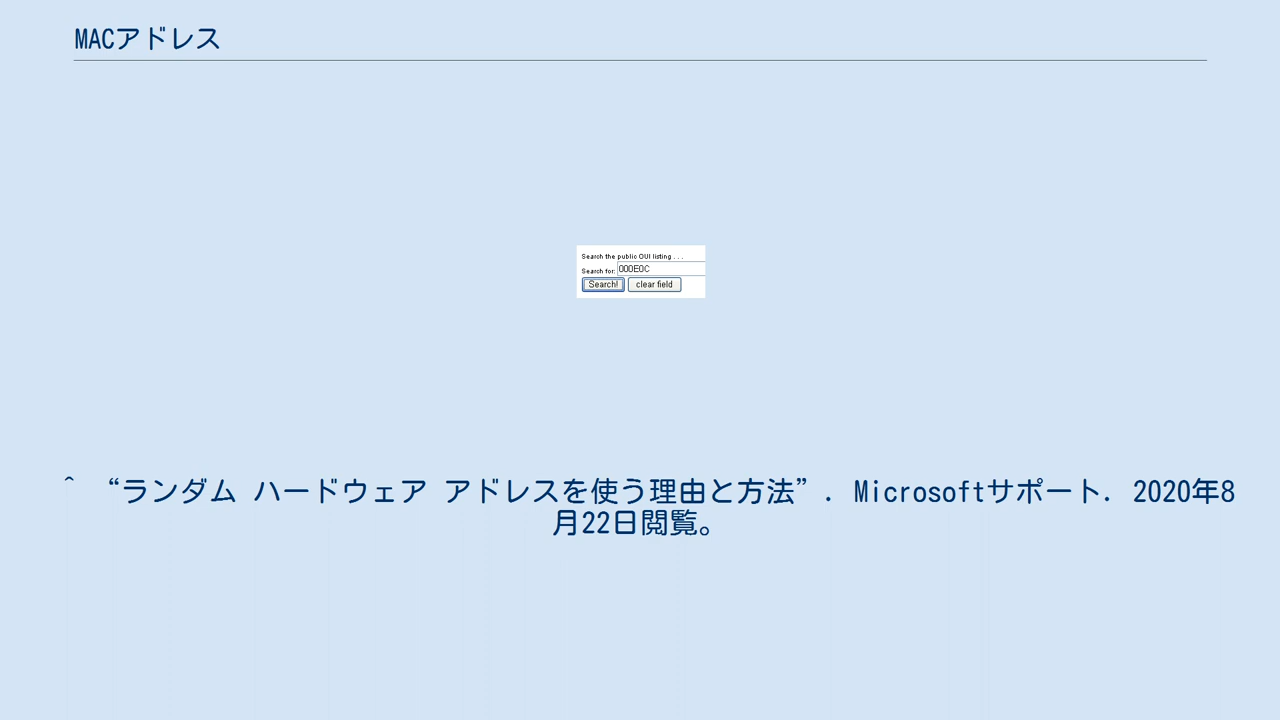 MACアドレス
Search the public OUI listing . . .
Search for: 000E0C
Search! clear field
^ “ランダム ハードウェア アドレスを使う理由と方法”. Microsoftサポート. 2020年8
月22日閲覧。